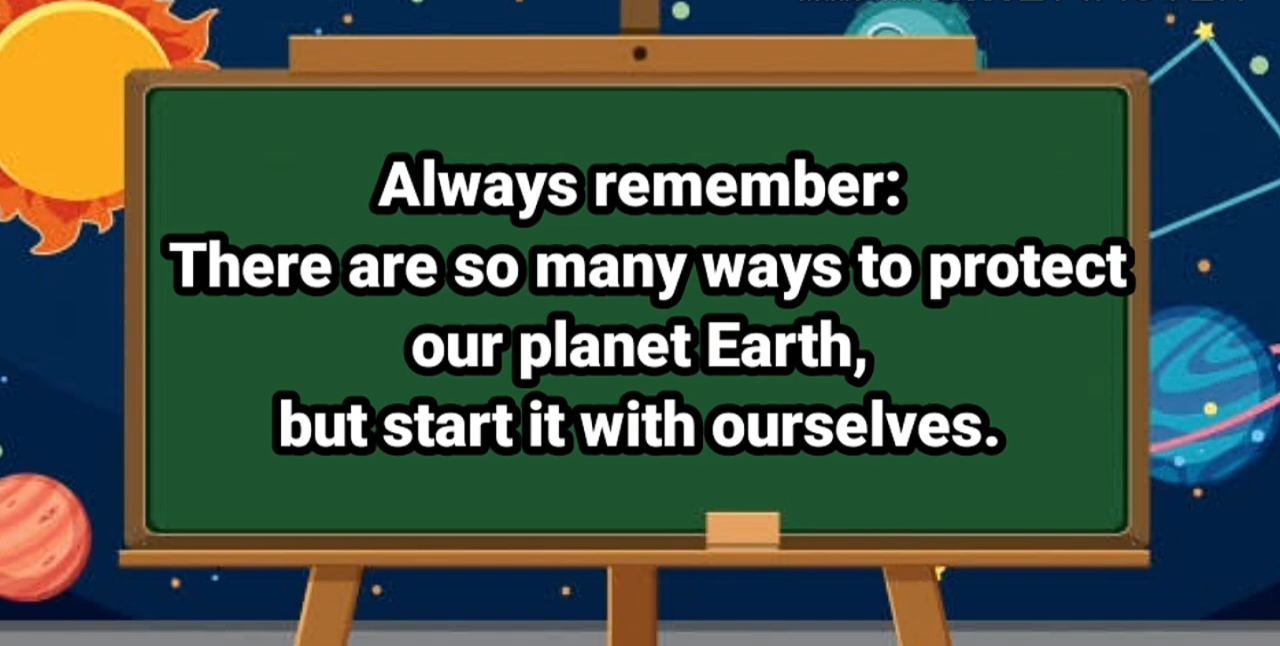 Always remember:
There are so many ways to protect
our planet Earth,
but start it with ourselves.